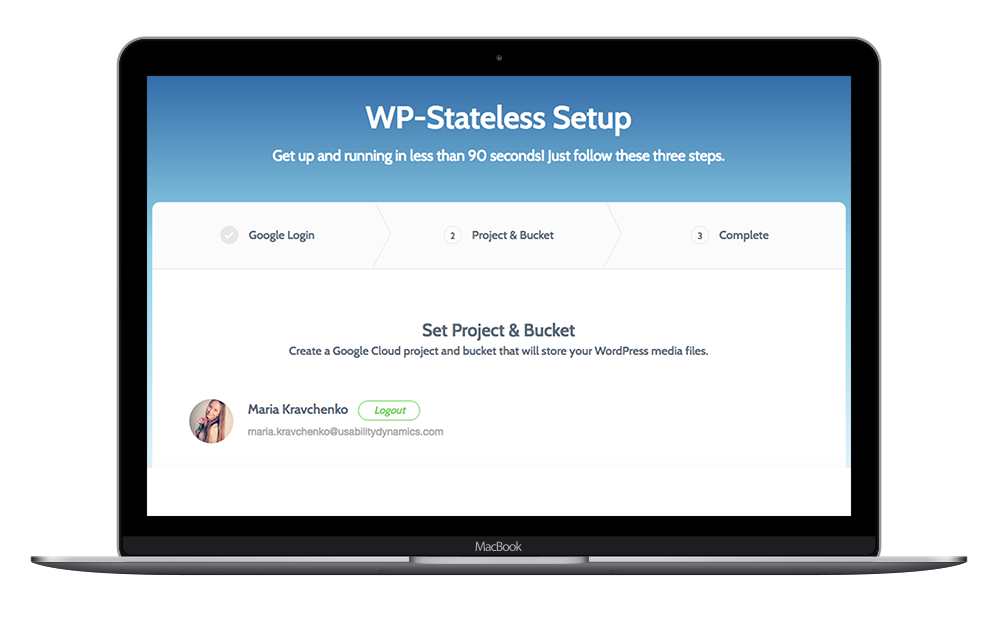 WP-Stateless Setup
Get up and running in less than 90 seconds! Just follow these three steps.
Google Login
2 Project & Bucket
3 Complete
Set Project & Bucket
Create a Google Cloud project and bucket that will store your WordPress media files.
Maria Kravchenko Logout
maria.kravchenko@usabilitydynamics.com
MacBook